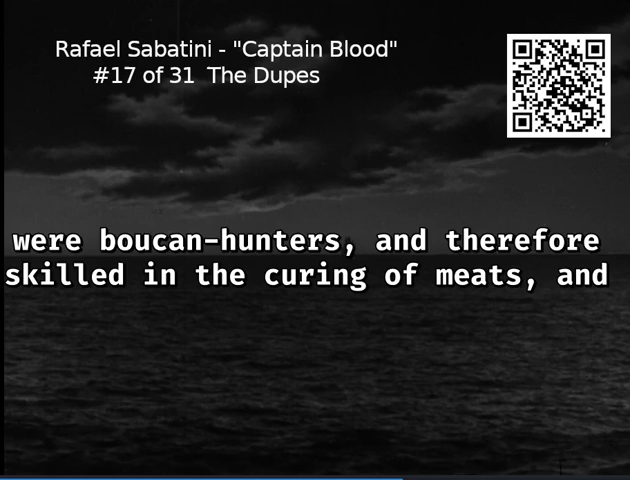 Rafael Sabatini - "Captain Blood"
#17 of 31  The Dupes
were boucan-hunters, and therefore
skilled in the curing of meats, and